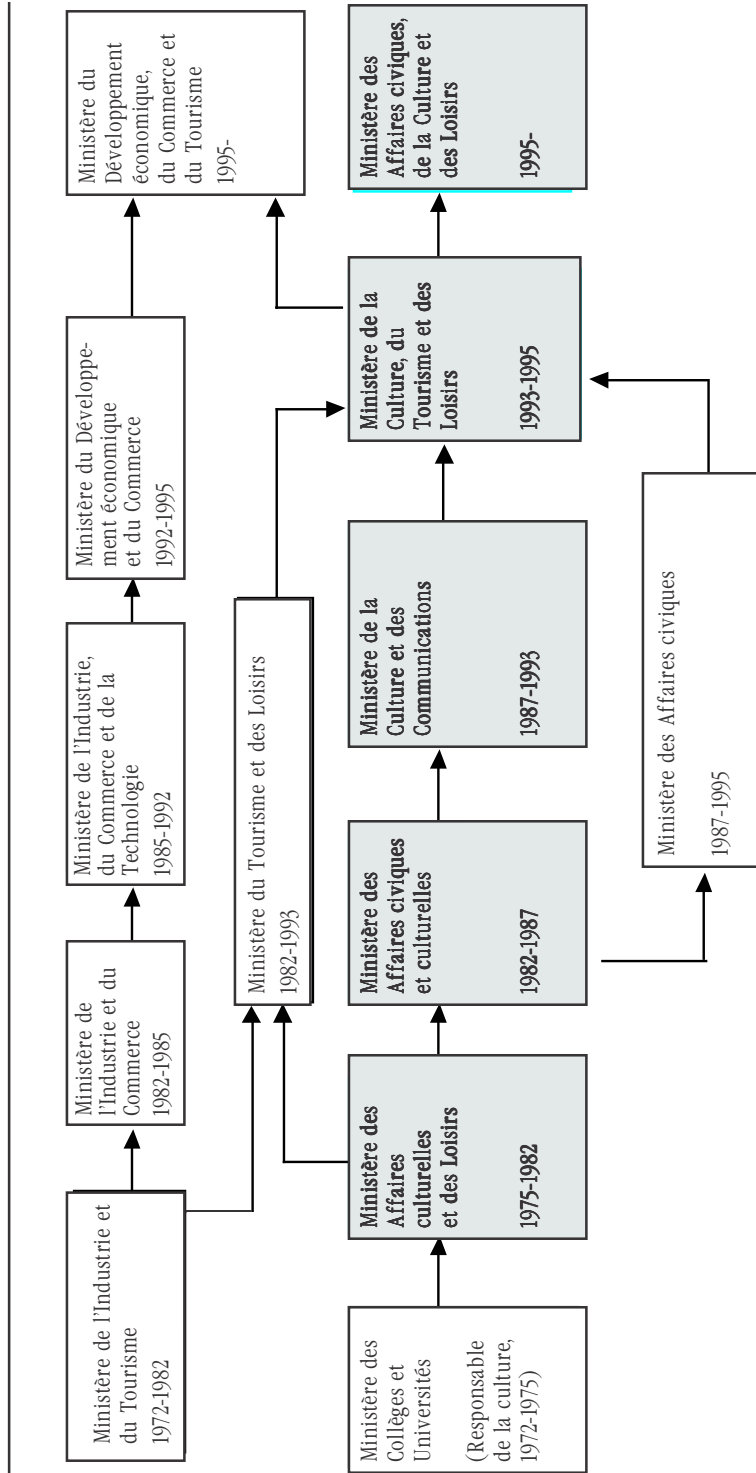 Ministère de l'Industrie et
du Tourisme
1972-1982
Ministère de
l'Industrie et du
Commerce
1982-1985
Ministère de l'Industrie,
du Commerce et de la
Technologie
1985-1992
Ministère du Développe-
ment économique
et du Commerce
1992-1995
Ministère du
Développement
économique,
du Commerce et
du Tourisme
1995-
Ministère du Tourisme et des Loisirs
1982-1993
Ministère des
Collèges et
Universités
(Responsable
de la culture,
1972-1975)
Ministère des
Affaires
culturelles
et des Loisirs
1975-1982
Ministère des
Affaires civiques
et culturelles
1982-1987
Ministère de la
Culture et des
Communications
1987-1993
Ministère de la
Culture, du
Tourisme et des
Loisirs
1993-1995
Ministère des
Affaires civiques,
de la Culture et
des Loisirs
1995-
Ministère des Affaires civiques
1987-1995